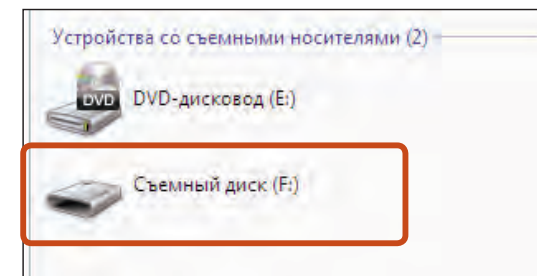 Устройства со съемными носителями (2)
DVD
DVD-дисковод (E:)
Съемный диск (F:)